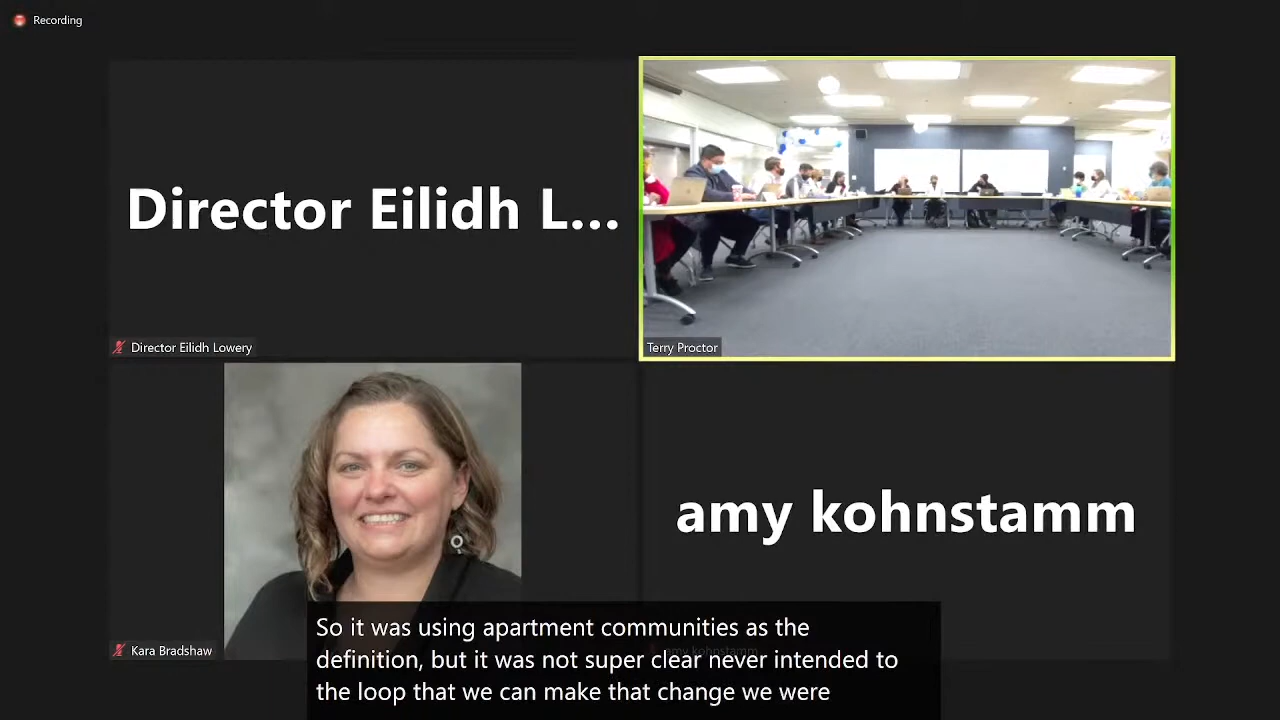 Recording
Director Eilidh L...
Director Eilidh Lowery
Terry Proctor
amy kohnstamm
Kara Bradshaw
amy kohnstamm
So it was using apartment communities as the
definition, but it was not super clear never intended to
the loop that we can make that change we were